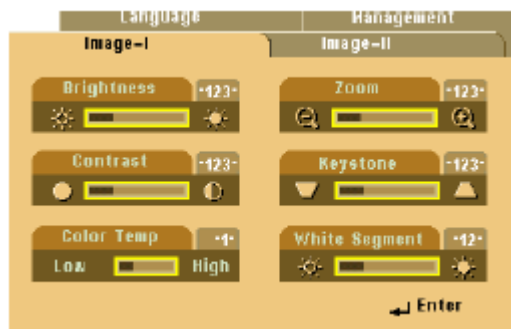 Language Management
Image-I Image-II
Brightness -123- Zoom -123-
Contrast -123- Keystone -123-
Color Temp -1- White Segment -12-
Low High
Enter